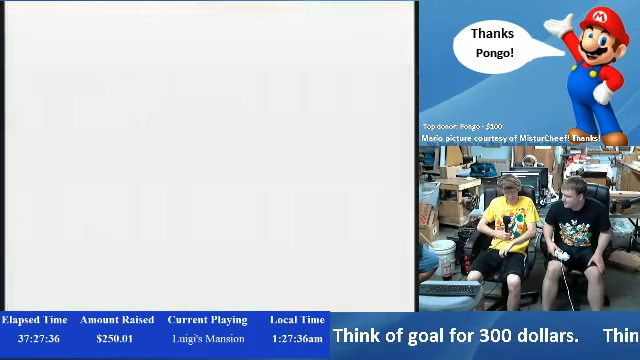 Thanks
Pongo!
Top donor: Pongo - $100
Mario picture courtesy of MisturCheef! Thanks!
Elapsed Time Amount Raised Current Playing Local Time
37:27:36 $250.01 Luigi's Mansion 1:27:36am
Think of goal for 300 dollars. Thin